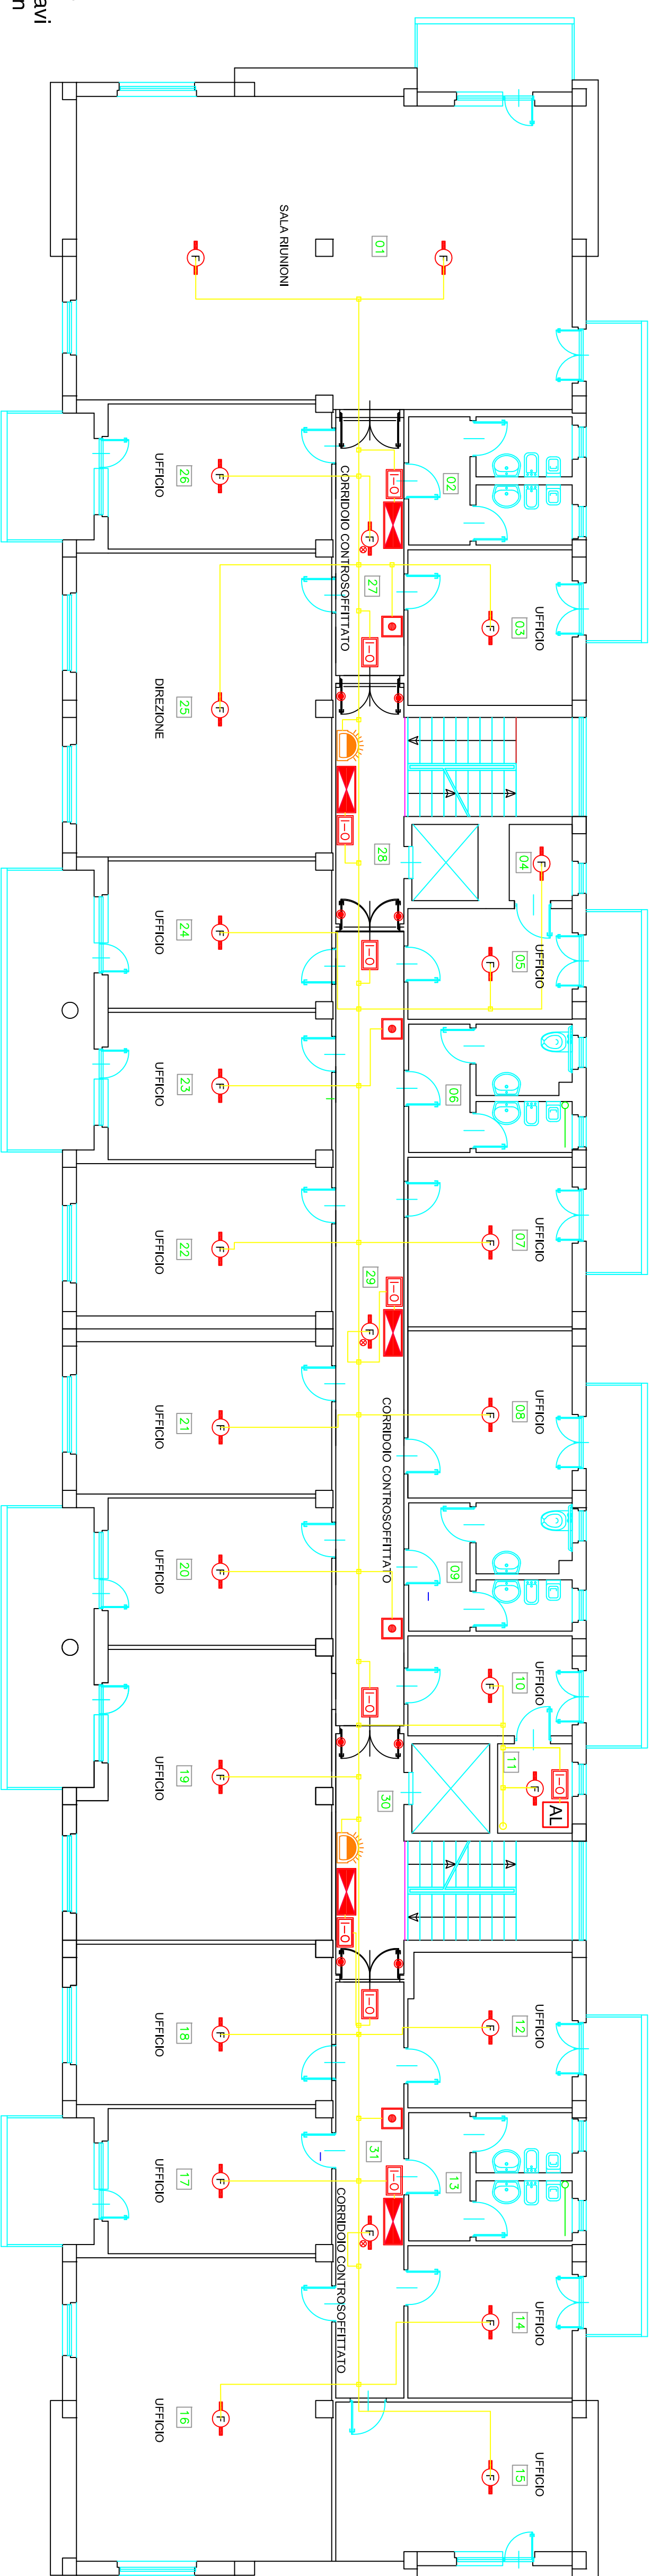 avi
n
01
F
F
SALA RIUNIONI
02
UFFICIO
03
F
04
F
UFFICIO
05
F
06
UFFICIO
07
F
UFFICIO
08
F
09
UFFICIO
10
F
11
I-O
F
AL
UFFICIO
12
F
13
UFFICIO
14
F
UFFICIO
15
F
F
16
UFFICIO
F
17
UFFICIO
F
18
UFFICIO
F
19
UFFICIO
F
20
UFFICIO
F
21
UFFICIO
F
22
UFFICIO
F
23
UFFICIO
F
24
UFFICIO
F
25
DIREZIONE
F
26
UFFICIO
I-O
F
27
I-O
CORRIDOIO CONTROSOFFITTATO
28
I-O
I-O
29
I-O
F
CORRIDOIO CONTROSOFFITTATO
I-O
30
I-O
I-O
31
I-O
F
CORRIDOIO CONTROSOFFITTATO